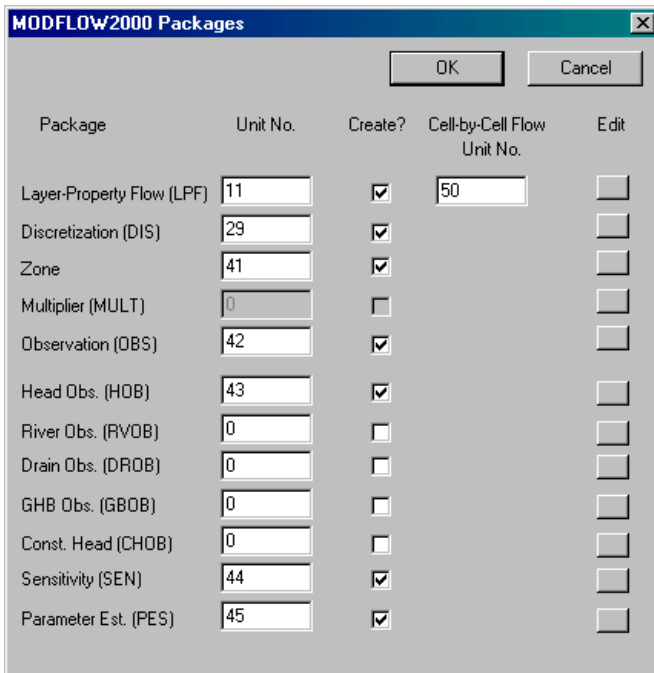 MODFLOW2000 Packages
OK Cancel
Package Unit No. Create? Cell-by-Cell Flow Edit
Unit No.
Layer-Property Flow (LPF) 11 50
Discretization (DIS) 29
Zone 41
Multiplier (MULT) 0
Observation (OBS) 42
Head Obs. (HOB) 43
River Obs. (RVOB) 0
Drain Obs. (DROB) 0
GHB Obs. (GBOB) 0
Const. Head (CHOB) 0
Sensitivity (SEN) 44
Parameter Est. (PES) 45